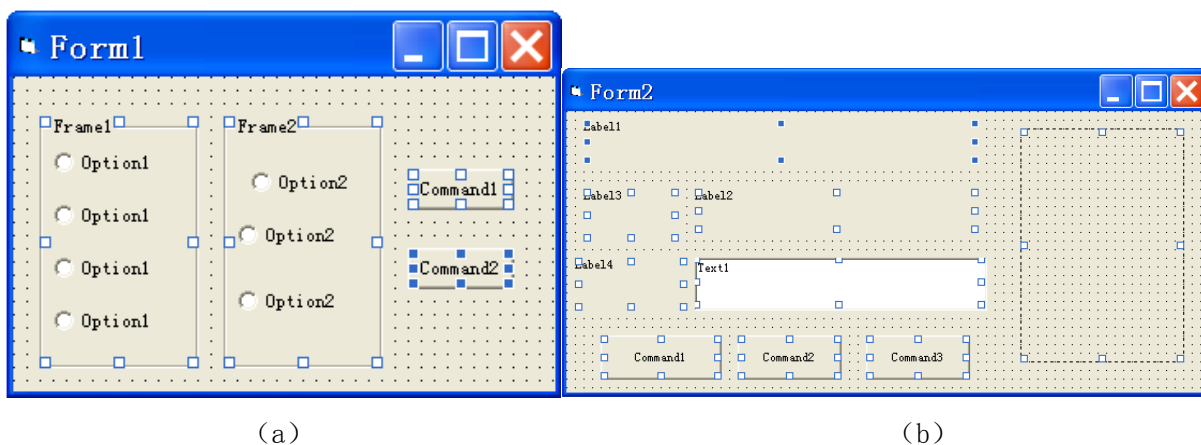 Form1
Frame1
Option1
Option1
Option1
Option1
Frame2
Option2
Option2
Option2
Command1
Command2
(a)
Form2
Label1
Label3
Label2
Label4
Text1
Command1
Command2
Command3
(b)